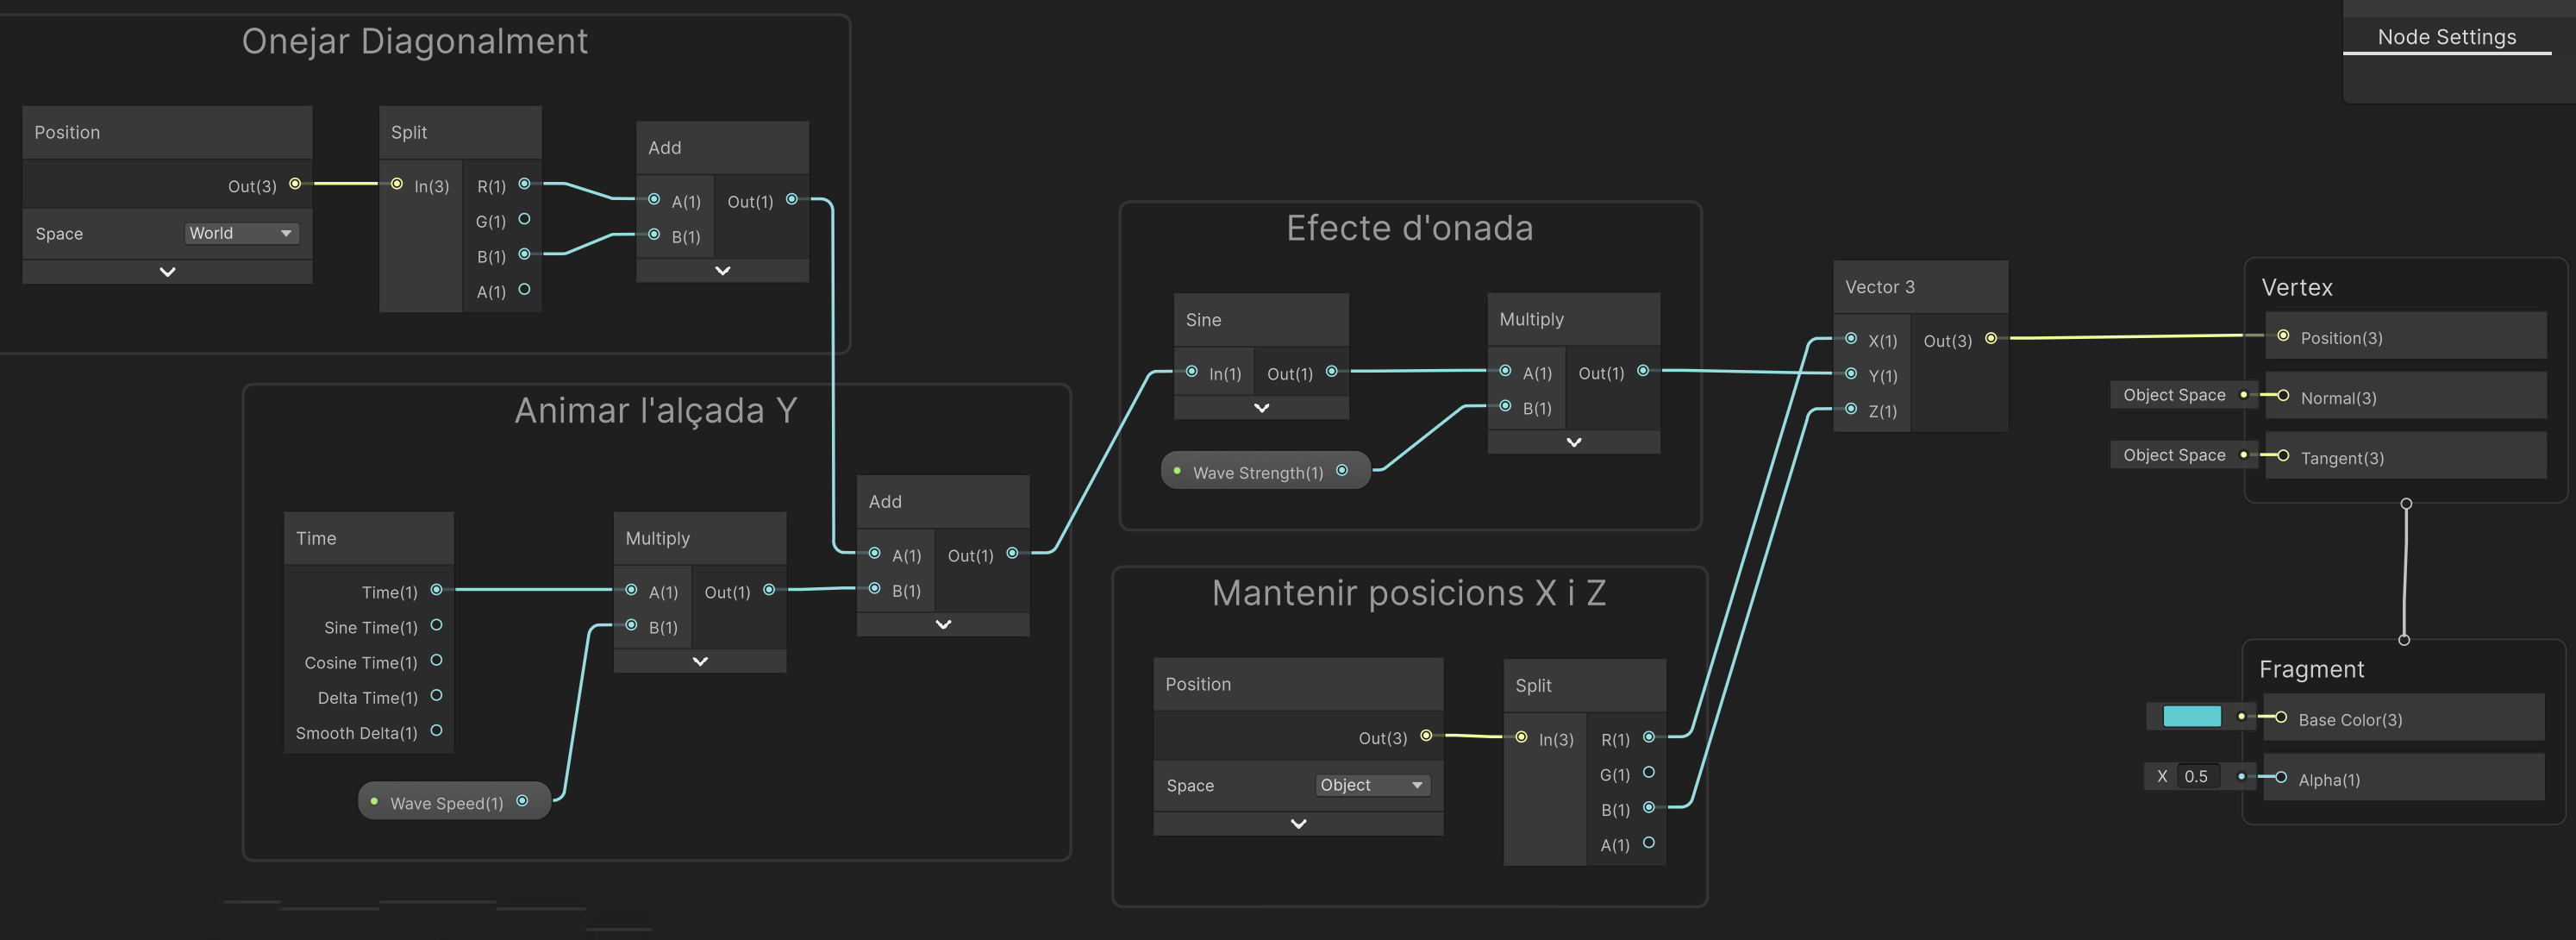 Node Settings
Onejar Diagonalment
Position
Out(3)
Space
World
Split
In(3)
R(1)
G(1)
B(1)
A(1)
Add
A(1)
Out(1)
B(1)
Animar l'alçada Y
Time
Time(1)
Sine Time(1)
Cosine Time(1)
Delta Time(1)
Smooth Delta(1)
Wave Speed(1)
Multiply
A(1)
Out(1)
B(1)
Add
A(1)
Out(1)
B(1)
Efecte d'onada
Sine
In(1)
Out(1)
Wave Strength(1)
Multiply
A(1)
Out(1)
B(1)
Mantenir posicions X i Z
Position
Out(3)
Space
Object
Split
In(3)
R(1)
G(1)
B(1)
A(1)
Vector 3
X(1)
Out(3)
Y(1)
Z(1)
Vertex
Position(3)
Object Space
Normal(3)
Object Space
Tangent(3)
Fragment
Base Color(3)
X 0.5
Alpha(1)